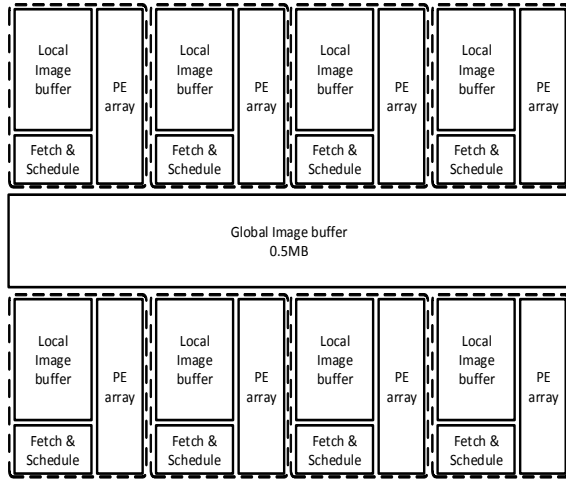 Local
Image
buffer
PE
array
Fetch &
Schedule
Local
Image
buffer
PE
array
Fetch &
Schedule
Local
Image
buffer
PE
array
Fetch &
Schedule
Local
Image
buffer
PE
array
Fetch &
Schedule
Global Image buffer
0.5MB
Local
Image
buffer
PE
array
Fetch &
Schedule
Local
Image
buffer
PE
array
Fetch &
Schedule
Local
Image
buffer
PE
array
Fetch &
Schedule
Local
Image
buffer
PE
array
Fetch &
Schedule